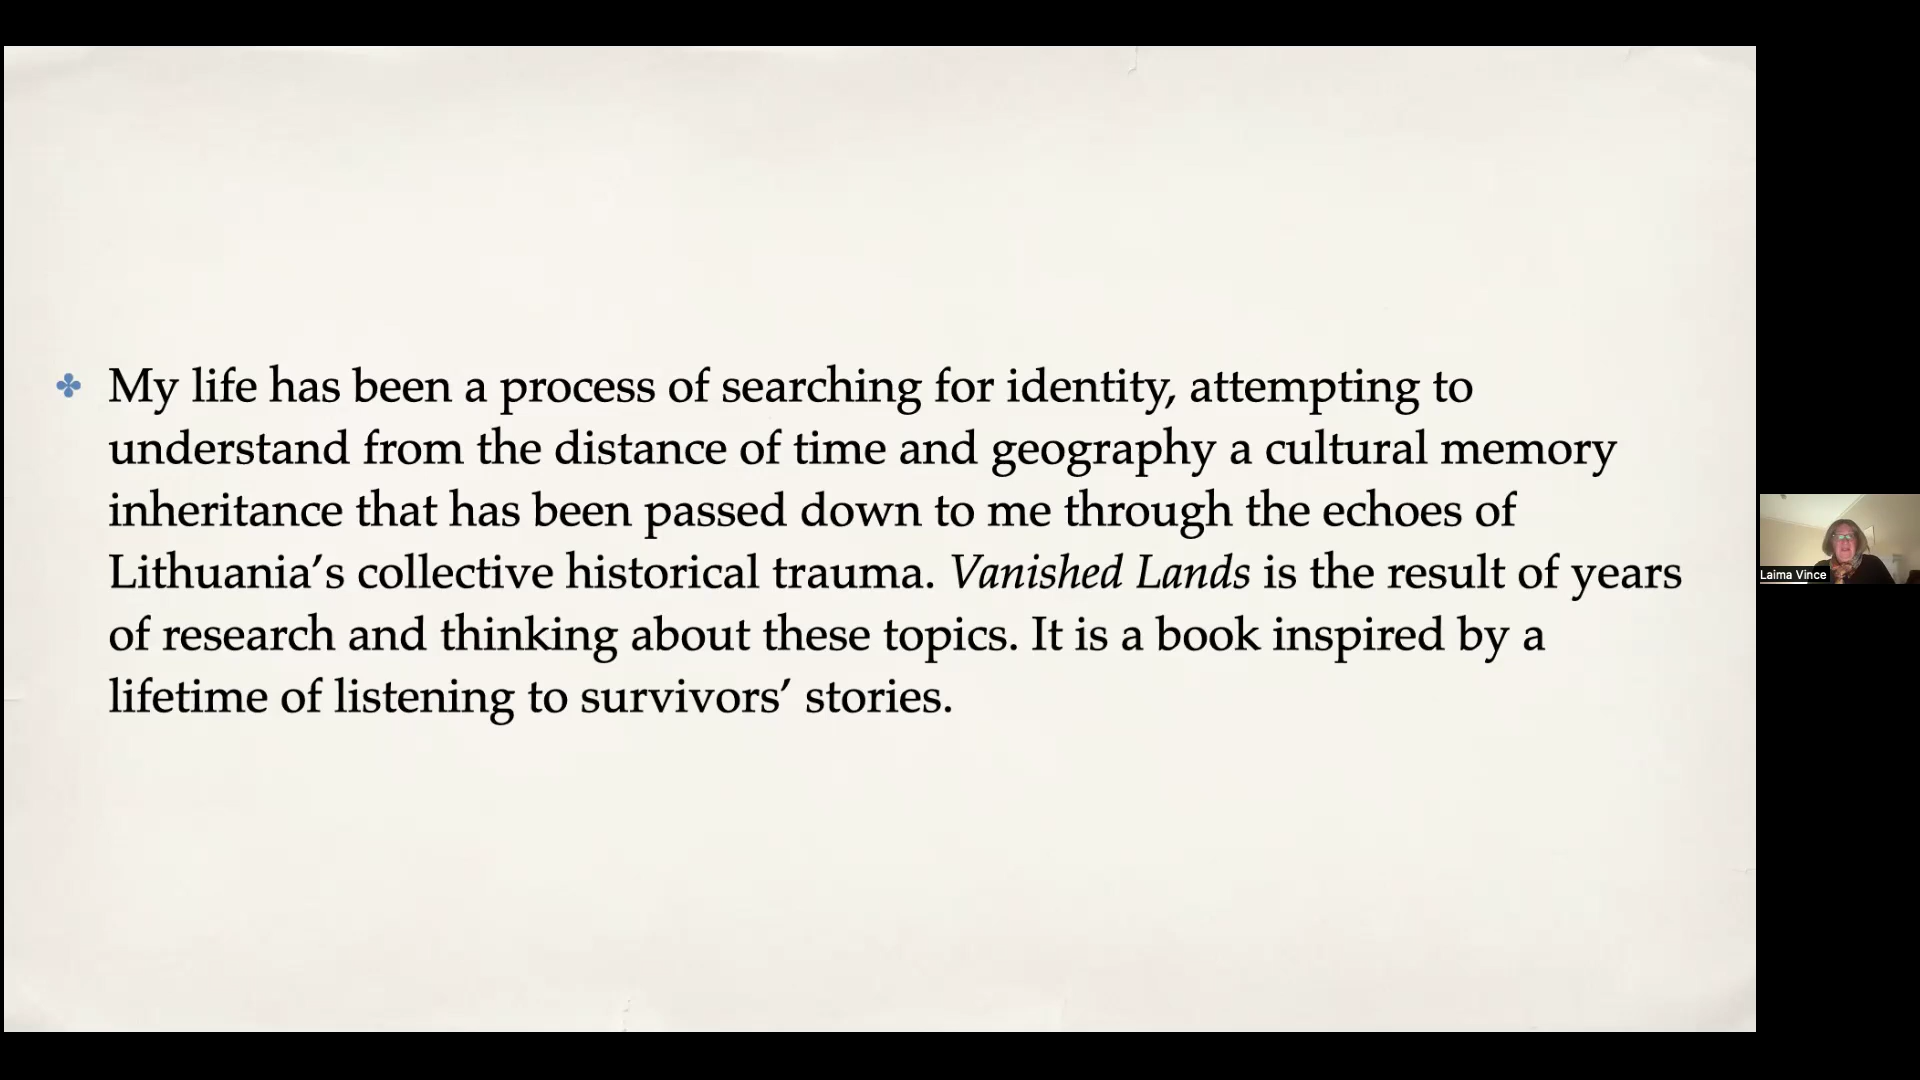 My life has been a process of searching for identity, attempting to
understand from the distance of time and geography a cultural memory
inheritance that has been passed down to me through the echoes of
Lithuania’s collective historical trauma. Vanished Lands is the result of years
of research and thinking about these topics. It is a book inspired by a
lifetime of listening to survivors’ stories.
Laima Vince